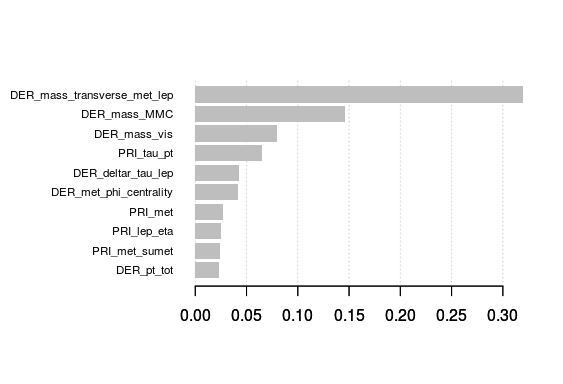 DER_mass_transverse_met_lep
DER_mass_MMC
DER_mass_vis
PRI_tau_pt
DER_deltar_tau_lep
DER_met_phi_centrality
PRI_met
PRI_lep_eta
PRI_met_sumet
DER_pt_tot
0.00 0.05 0.10 0.15 0.20 0.25 0.30